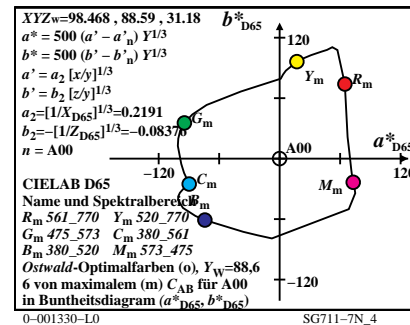 XYZw=98.468, 88.59, 31.18
a* = 500 (a' – a'n) Y^1/3
b* = 500 (b' – b'n) Y^1/3
a' = a2 [x/y]^1/3
b' = b2 [z/y]^1/3
a2=[1/XD65]^1/3=0.2191
b2=–[1/ZD65]^1/3=–0.08376
n = A00
CIELAB D65
Name und Spektralbereich
Rm 561_770 Ym 520_770
Gm 475_573 Cm 380_561
Bm 380_520 Mm 573_475
Ostwald-Optimalfarben (o), YW=88,6
6 von maximalem (m) CAB für A00
in Buntheitsdiagram (a*D65, b*D65)
b*D65
120
Ym
Rm
Gm
A00
a*D65
–120
120
Cm
Mm
Bm
–120
0–001330–L0
SG711–7N_4